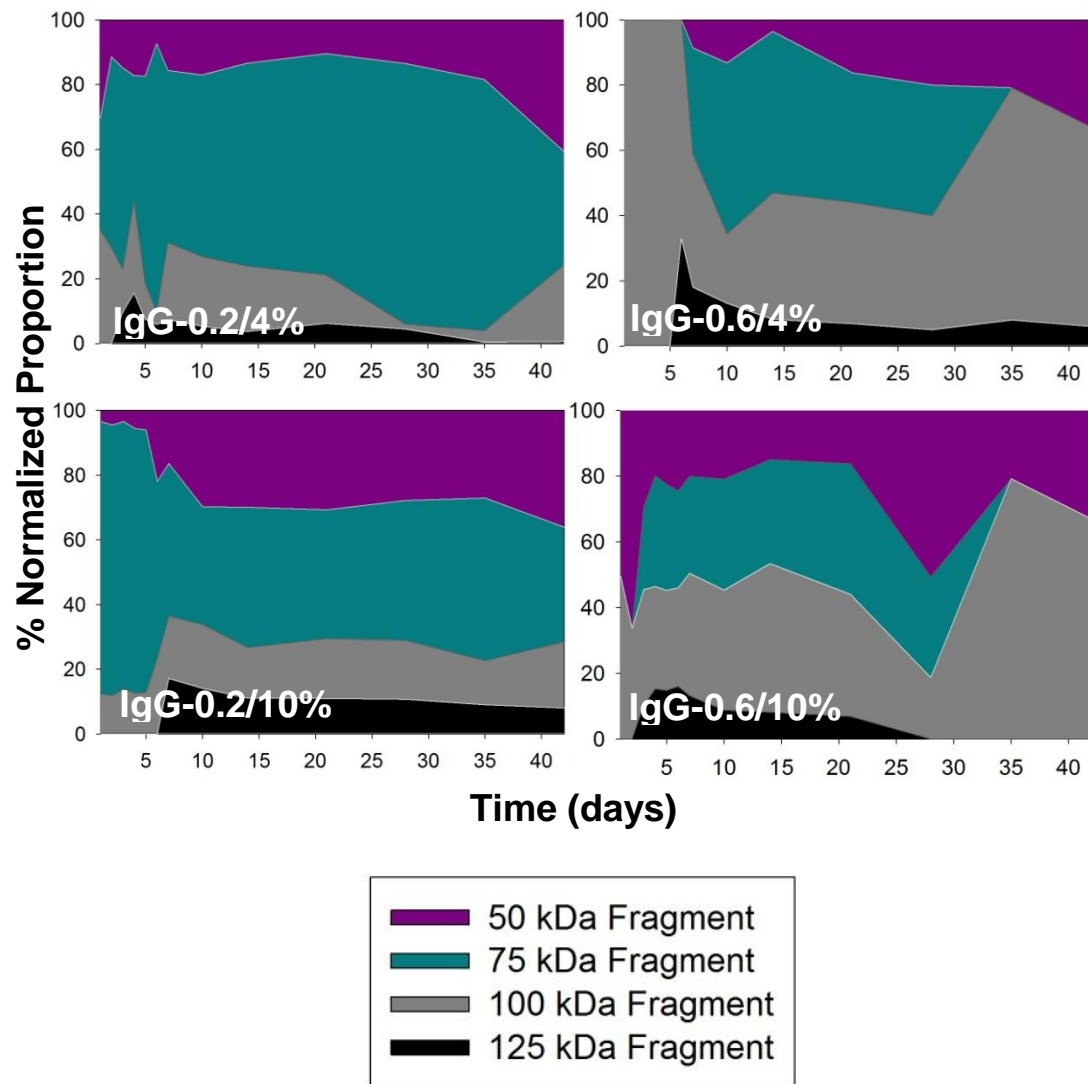 % Normalized Proportion
100
80
60
40
20
0
IgG-0.2/4%
5 10 15 20 25 30 35 40
100
80
60
40
20
0
IgG-0.6/4%
5 10 15 20 25 30 35 40
100
80
60
40
20
0
IgG-0.2/10%
5 10 15 20 25 30 35 40
100
80
60
40
20
0
IgG-0.6/10%
5 10 15 20 25 30 35 40
Time (days)
50 kDa Fragment
75 kDa Fragment
100 kDa Fragment
125 kDa Fragment